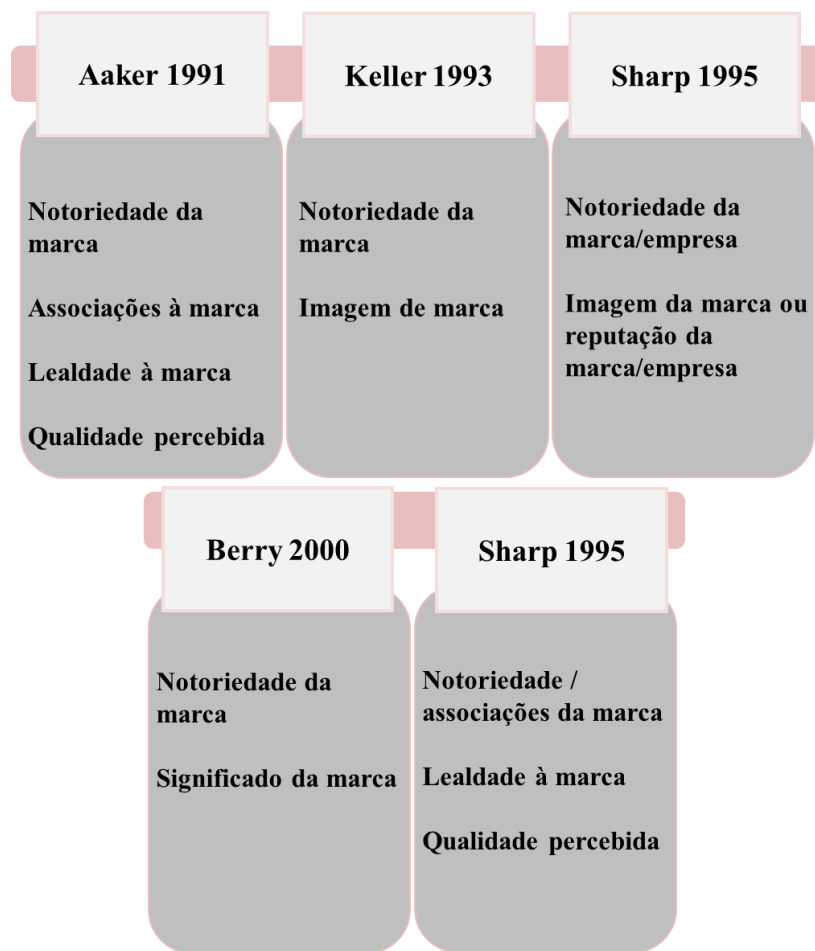 Aaker 1991
Notoriedade da
marca
Associações à marca
Lealdade à marca
Qualidade percebida
Keller 1993
Notoriedade da
marca
Imagem de marca
Sharp 1995
Notoriedade da
marca/empresa
Imagem da marca ou
reputação da
marca/empresa
Berry 2000
Notoriedade da
marca
Significado da marca
Sharp 1995
Notoriedade /
associações da marca
Lealdade à marca
Qualidade percebida